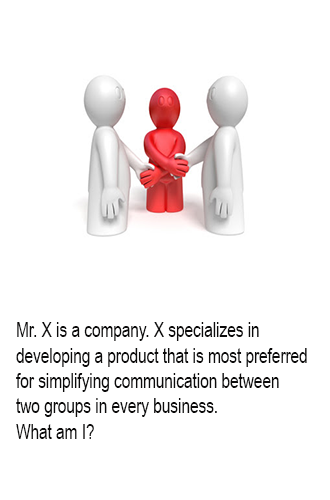 Mr. X is a company. X specializes in
developing a product that is most preferred
for simplifying communication between
two groups in every business.
What am I?